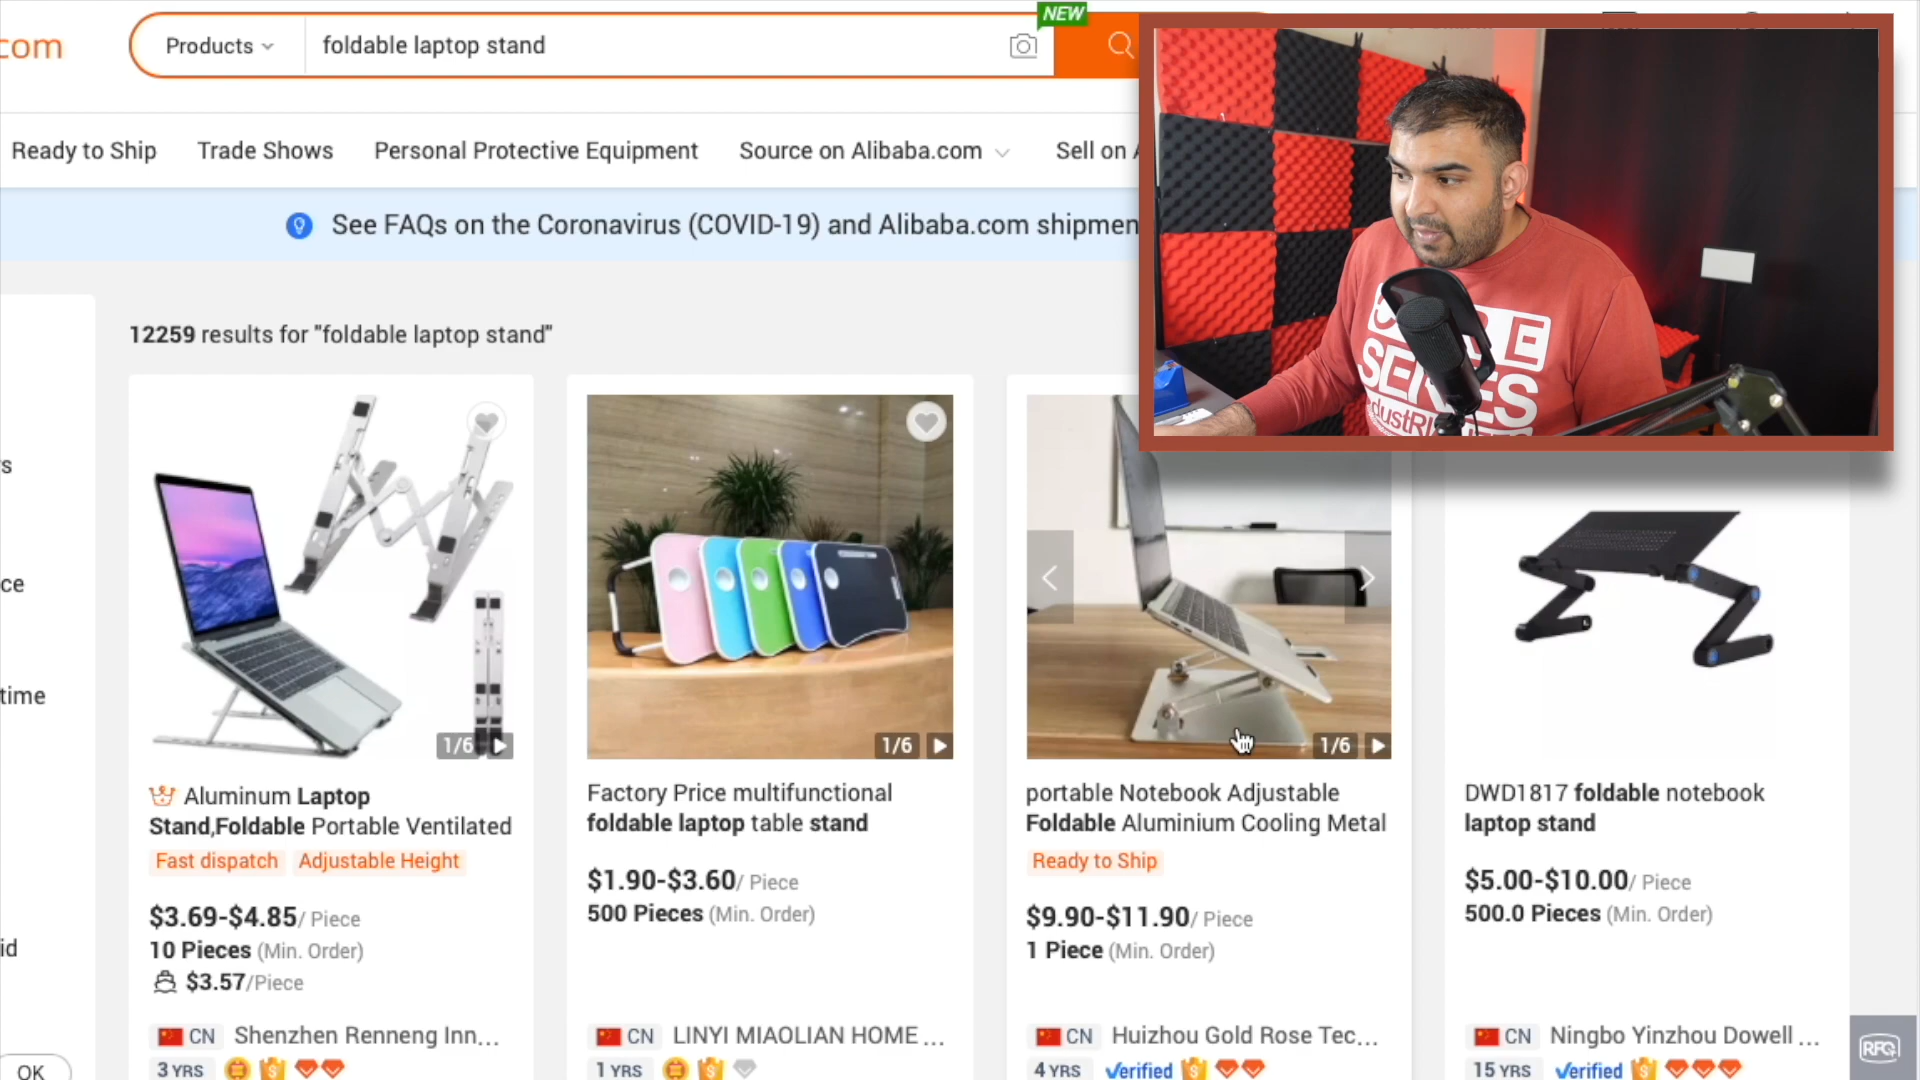 com
Products
foldable laptop stand
NEW
Ready to Ship
Trade Shows
Personal Protective Equipment
Source on Alibaba.com
Sell on A
See FAQs on the Coronavirus (COVID-19) and Alibaba.com shipmen
12259 results for "foldable laptop stand"
SERIES
dustRI
s
ce
time
id
OK
1/6
Aluminum Laptop
Stand,Foldable Portable Ventilated
Fast dispatch
Adjustable Height
$3.69-$4.85/ Piece
10 Pieces (Min. Order)
$3.57/Piece
CN
Shenzhen Renneng Inn...
3 YRS
1/6
Factory Price multifunctional
foldable laptop table stand
$1.90-$3.60/ Piece
500 Pieces (Min. Order)
CN
LINYI MIAOLIAN HOME ...
1 YRS
1/6
portable Notebook Adjustable
Foldable Aluminium Cooling Metal
Ready to Ship
$9.90-$11.90/ Piece
1 Piece (Min. Order)
CN
Huizhou Gold Rose Tec...
4 YRS
Verified
DWD1817 foldable notebook
laptop stand
$5.00-$10.00/ Piece
500.0 Pieces (Min. Order)
CN
Ningbo Yinzhou Dowell ...
15 YRS
Verified
RFQ